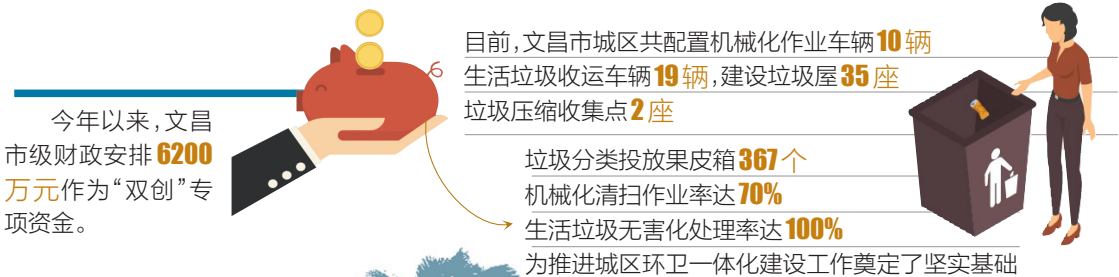 今年以来，文昌
市级财政安排6200
万元作为“双创”专
项资金。
目前，文昌市城区共配置机械化作业车辆10辆
生活垃圾收运车辆19辆，建设垃圾屋35座
垃圾压缩收集点2座
垃圾分类投放果皮箱367个
机械化清扫作业率达70%
生活垃圾无害化处理率达100%
为推进城区环卫一体化建设工作奠定了坚实基础